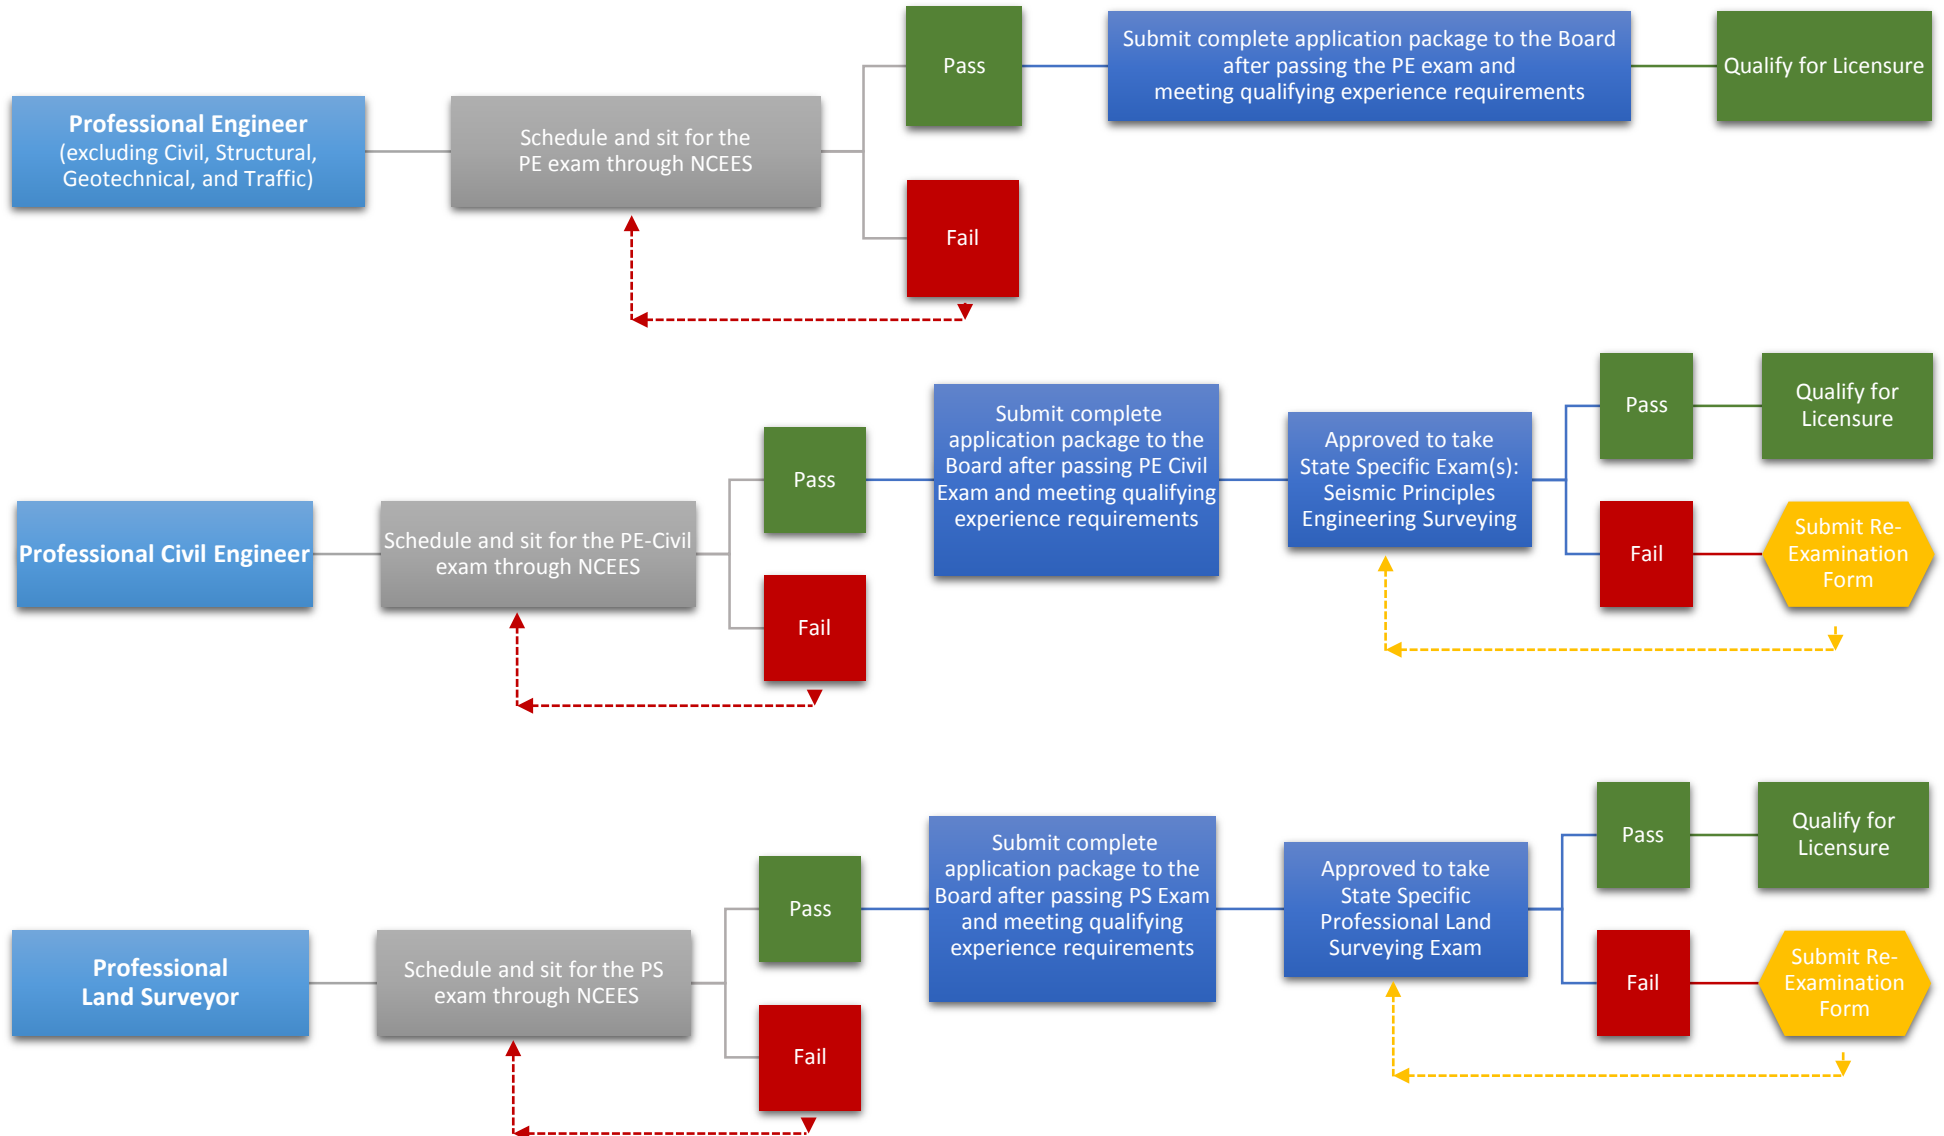 Professional Engineer
(excluding Civil, Structural,
Geotechnical, and Traffic)
Schedule and sit for the
PE exam through NCEES
Pass
Fail
Submit complete application package to the Board
after passing the PE exam and
meeting qualifying experience requirements
Qualify for Licensure
Professional Civil Engineer
Schedule and sit for the PE-Civil
exam through NCEES
Pass
Fail
Submit complete
application package to the
Board after passing PE Civil
Exam and meeting qualifying
experience requirements
Approved to take
State Specific Exam(s):
Seismic Principles
Engineering Surveying
Pass
Qualify for
Licensure
Fail
Submit Re-
Examination
Form
Professional
Land Surveyor
Schedule and sit for the PS
exam through NCEES
Pass
Fail
Submit complete
application package to the
Board after passing PS Exam
and meeting qualifying
experience requirements
Approved to take
State Specific
Professional Land
Surveying Exam
Pass
Qualify for
Licensure
Fail
Submit Re-
Examination
Form